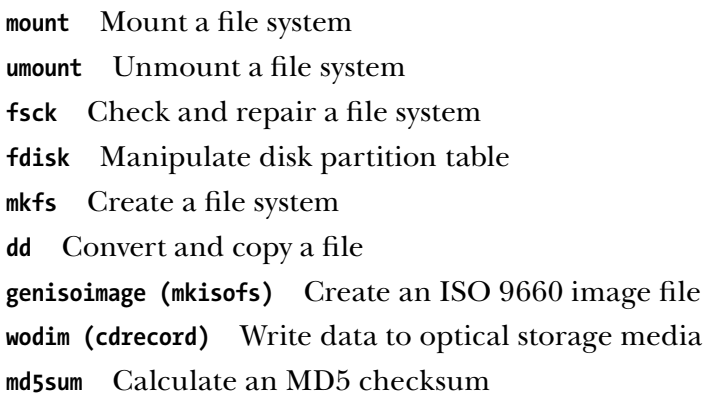 mount Mount a file system
umount Unmount a file system
fsck Check and repair a file system
fdisk Manipulate disk partition table
mkfs Create a file system
dd Convert and copy a file
genisoimage (mkisofs) Create an ISO 9660 image file
wodim (cdrecord) Write data to optical storage media
md5sum Calculate an MD5 checksum